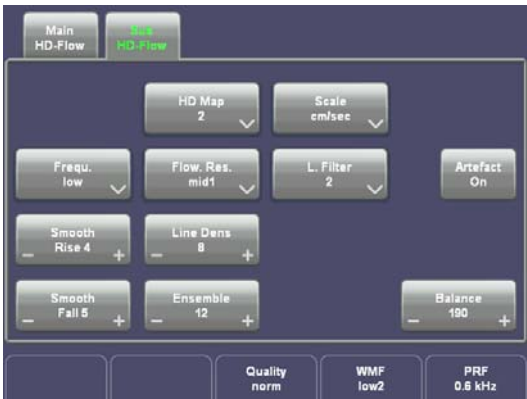 Main
HD-Flow
Sub
HD-Flow
HD Map
2
Scale
cm/sec
Frequ.
low
Flow. Res.
mid1
L. Filter
2
Artefact
On
Smooth
Rise 4
- +
Line Dens
8
- +
Smooth
Fall 5
- +
Ensemble
12
- +
Balance
190
- +
Quality
norm
WMF
low2
PRF
0.6 kHz